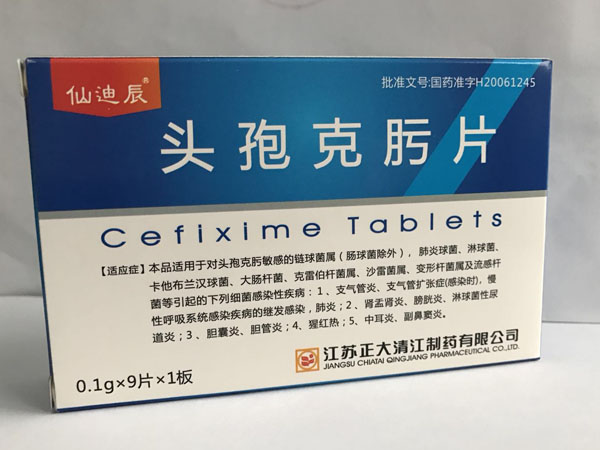 仙迪辰®
批准文号:国药准字H20061245
头孢克肟片
Cefixime Tablets
【适应症】本品适用于对头孢克肟敏感的链球菌属（肠球菌除外），肺炎球菌、淋球菌、
卡他布兰汉球菌、大肠杆菌、克雷伯杆菌属、沙雷菌属、变形杆菌属及流感杆
菌等引起的下列细菌感染性疾病：1、支气管炎、支气管扩张症(感染时)，慢
性呼吸系统感染疾病的继发感染，肺炎；2、肾盂肾炎、膀胱炎、淋球菌性尿
道炎；3、胆囊炎、胆管炎；4、猩红热；5、中耳炎、副鼻窦炎。
江苏正大清江制药有限公司
JIANGSU CHIATAI QINGJIANG PHARMACEUTICAL CO.,LTD.
0.1g×9片×1板